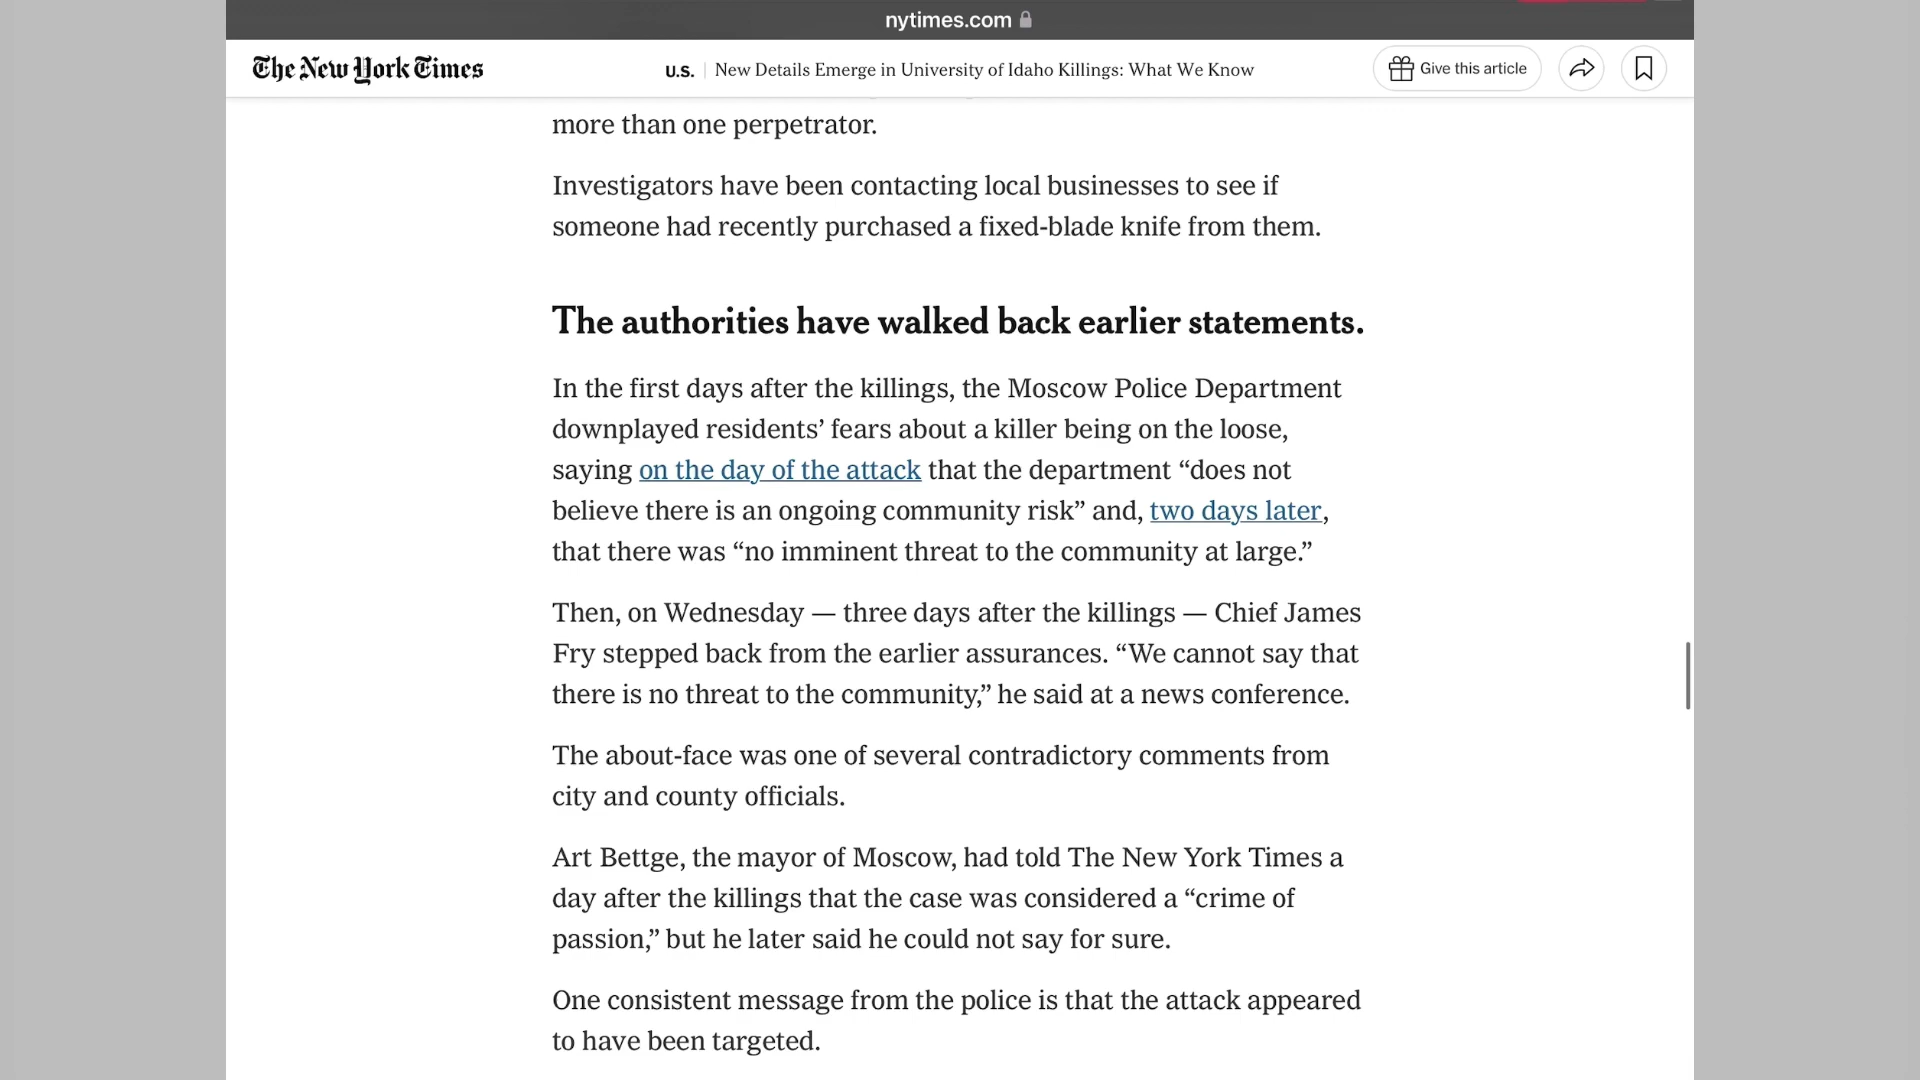 nytimes.com
The New York Times
U.S. New Details Emerge in University of Idaho Killings: What We Know
Give this article
more than one perpetrator.
Investigators have been contacting local businesses to see if
someone had recently purchased a fixed-blade knife from them.
The authorities have walked back earlier statements.
In the first days after the killings, the Moscow Police Department
downplayed residents’ fears about a killer being on the loose,
saying on the day of the attack that the department “does not
believe there is an ongoing community risk” and, two days later,
that there was “no imminent threat to the community at large.”
Then, on Wednesday — three days after the killings — Chief James
Fry stepped back from the earlier assurances. “We cannot say that
there is no threat to the community,” he said at a news conference.
The about-face was one of several contradictory comments from
city and county officials.
Art Bettge, the mayor of Moscow, had told The New York Times a
day after the killings that the case was considered a “crime of
passion,” but he later said he could not say for sure.
One consistent message from the police is that the attack appeared
to have been targeted.